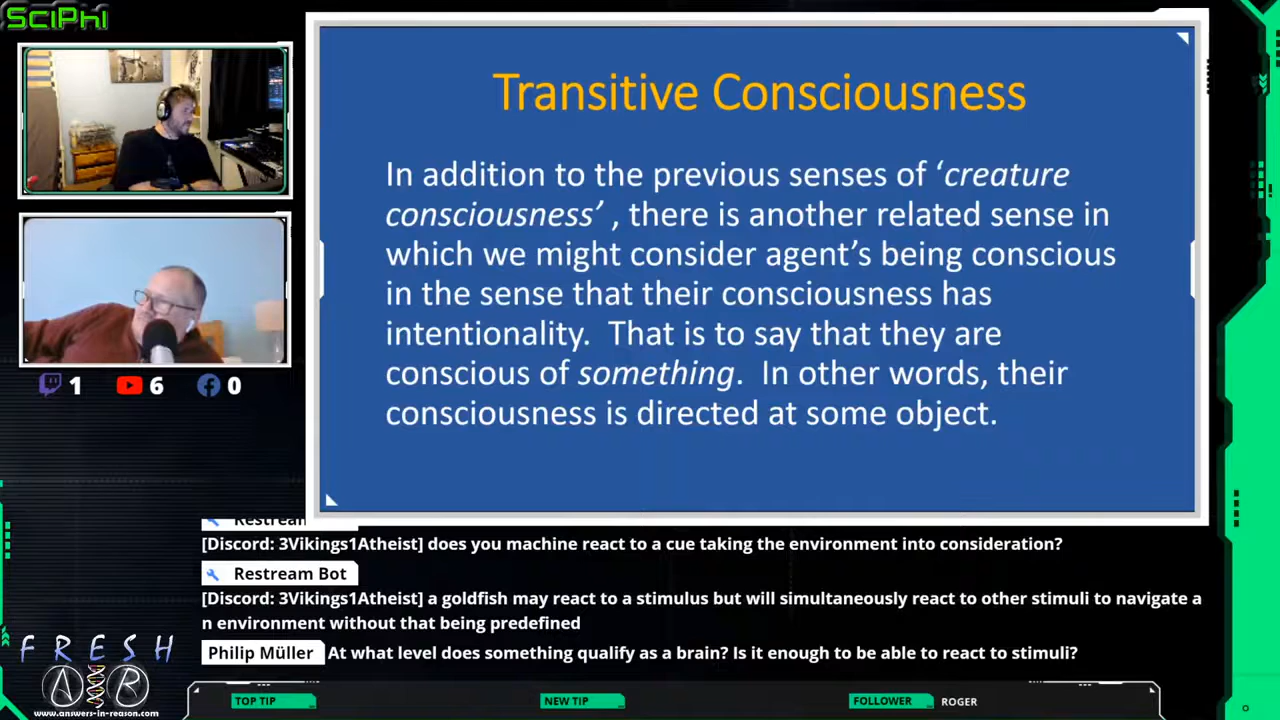 SciPhi
Transitive Consciousness
In addition to the previous senses of ‘creature
consciousness’ , there is another related sense in
which we might consider agent’s being conscious
in the sense that their consciousness has
intentionality. That is to say that they are
conscious of something. In other words, their
consciousness is directed at some object.
1 6 0
Restream
[Discord: 3Vikings1Atheist] does you machine react to a cue taking the environment into consideration?
Restream Bot
[Discord: 3Vikings1Atheist] a goldfish may react to a stimulus but will simultaneously react to other stimuli to navigate a
n environment without that being predefined
Philip Müller At what level does something qualify as a brain? Is it enough to be able to react to stimuli?
FRESH
A R
www.answers-in-reason.com
TOP TIP NEW TIP FOLLOWER ROGER